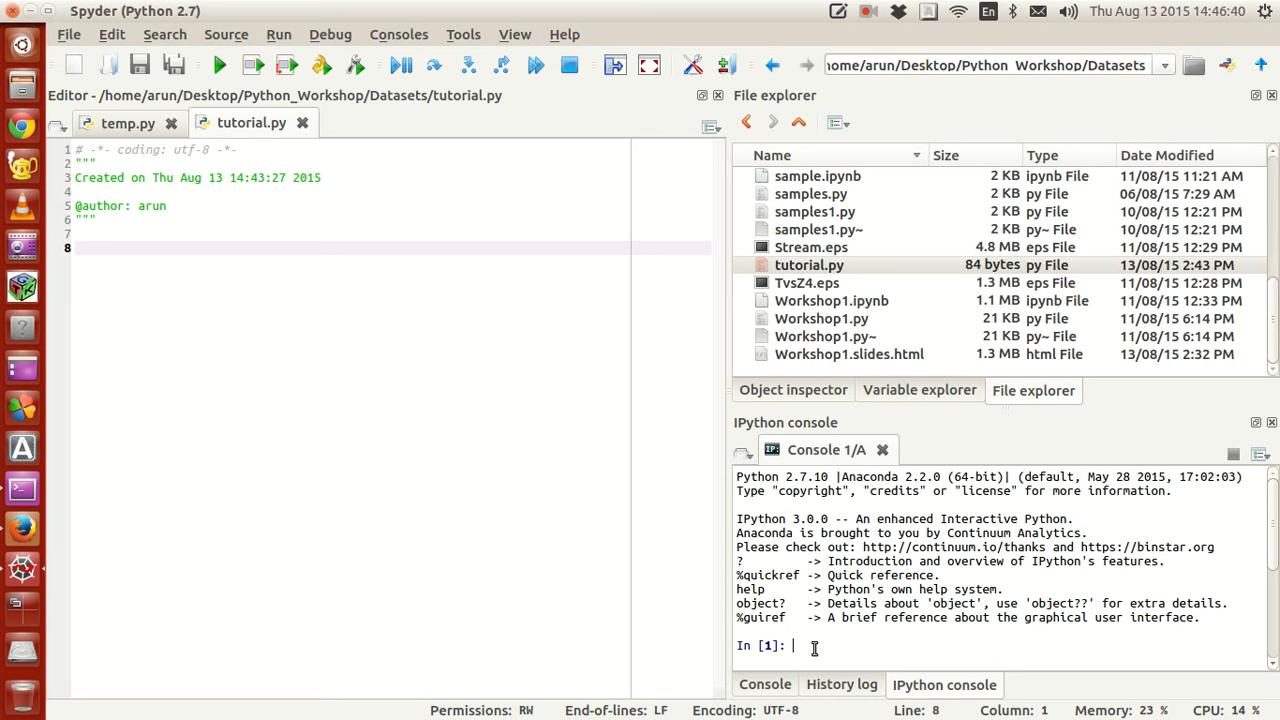 Spyder (Python 2.7)
En
Thu Aug 13 2015 14:46:40
File Edit Search Source Run Debug Consoles Tools View Help
home/arun/Desktop/Python_Workshop/Datasets
Editor - /home/arun/Desktop/Python_Workshop/Datasets/tutorial.py
temp.py
tutorial.py
1 # -*- coding: utf-8 -*-
2 """
3 Created on Thu Aug 13 14:43:27 2015
4
5 @author: arun
6 """
7
8
File explorer
Name Size Type Date Modified
sample.ipynb 2 KB ipynb File 11/08/15 11:21 AM
samples.py 2 KB py File 06/08/15 7:29 AM
samples1.py 2 KB py File 10/08/15 12:21 PM
samples1.py~ 2 KB py~ File 10/08/15 12:21 PM
Stream.eps 4.8 MB eps File 11/08/15 12:29 PM
tutorial.py 84 bytes py File 13/08/15 2:43 PM
TvsZ4.eps 1.3 MB eps File 11/08/15 12:28 PM
Workshop1.ipynb 1.1 MB ipynb File 11/08/15 12:33 PM
Workshop1.py 21 KB py File 11/08/15 6:14 PM
Workshop1.py~ 21 KB py~ File 11/08/15 6:14 PM
Workshop1.slides.html 1.3 MB html File 13/08/15 2:32 PM
Object inspector Variable explorer File explorer
IPython console
IP: Console 1/A
Python 2.7.10 |Anaconda 2.2.0 (64-bit)| (default, May 28 2015, 17:02:03)
Type "copyright", "credits" or "license" for more information.
IPython 3.0.0 -- An enhanced Interactive Python.
Anaconda is brought to you by Continuum Analytics.
Please check out: http://continuum.io/thanks and https://binstar.org
? -> Introduction and overview of IPython's features.
%quickref -> Quick reference.
help -> Python's own help system.
object? -> Details about 'object', use 'object??' for extra details.
%guiref -> A brief reference about the graphical user interface.
In [1]:
Console History log IPython console
Permissions: RW End-of-lines: LF Encoding: UTF-8 Line: 8 Column: 1 Memory: 23 % CPU: 14 %